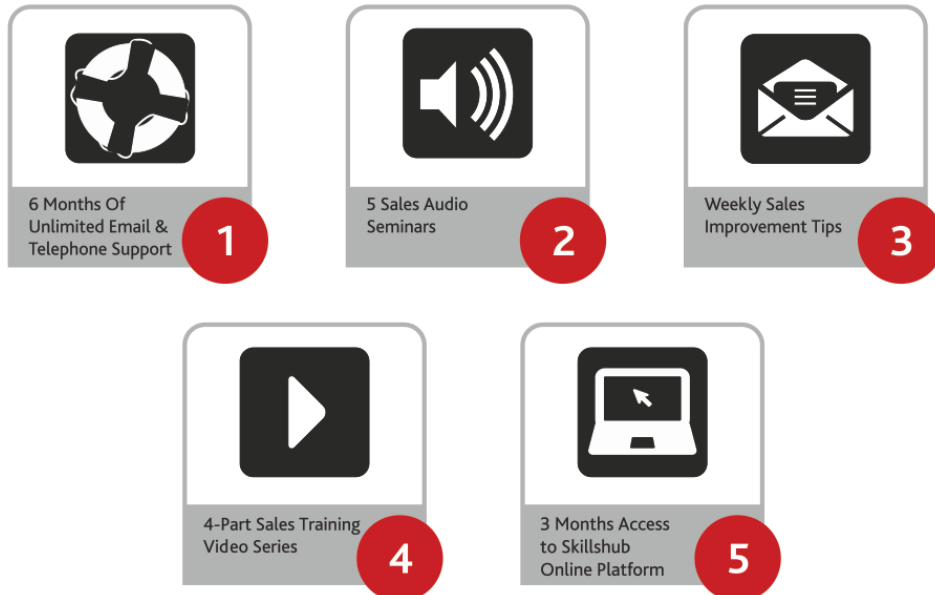 6 Months Of
Unlimited Email &
Telephone Support
1
5 Sales Audio
Seminars
2
Weekly Sales
Improvement Tips
3
4-Part Sales Training
Video Series
4
3 Months Access
to Skillshub
Online Platform
5